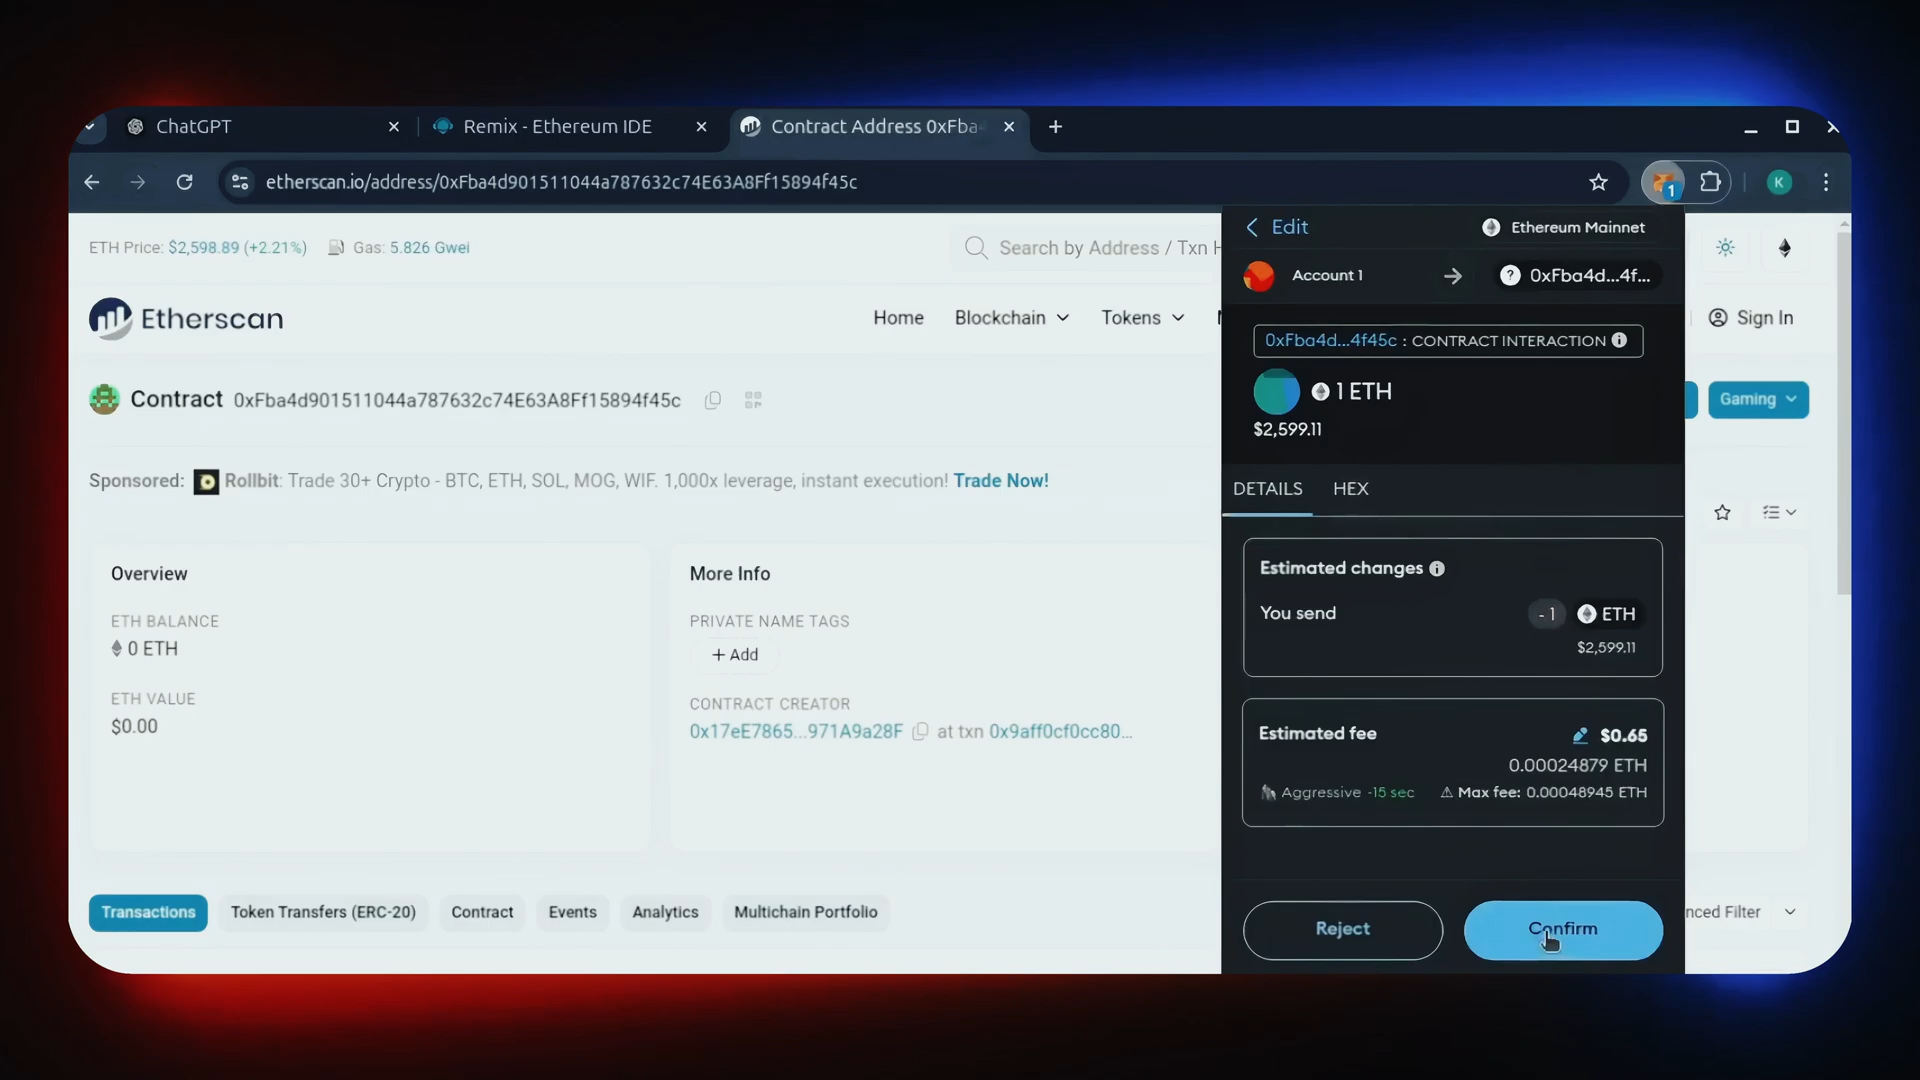 ChatGPT
Remix - Ethereum IDE
Contract Address 0xFba
etherscan.io/address/0xFba4d901511044a787632c74E63A8Ff15894f45c
1
K
ETH Price: $2,598.89 (+2.21%)
Gas: 5.826 Gwei
Search by Address / Txn H
Etherscan
Home
Blockchain
Tokens
Sign In
Contract 0xFba4d901511044a787632c74E63A8Ff15894f45c
Gaming
Sponsored: Rollbit: Trade 30+ Crypto - BTC, ETH, SOL, MOG, WIF. 1,000x leverage, instant execution! Trade Now!
Overview
ETH BALANCE
0 ETH
ETH VALUE
$0.00
More Info
PRIVATE NAME TAGS
+ Add
CONTRACT CREATOR
0x17eE7865...971A9a28F at txn 0x9aff0cf0cc80...
Transactions
Token Transfers (ERC-20)
Contract
Events
Analytics
Multichain Portfolio
nced Filter
Edit
Ethereum Mainnet
Account 1
? 0xFba4d...4f...
0xFba4d...4f45c : CONTRACT INTERACTION
1 ETH
$2,599.11
DETAILS
HEX
Estimated changes
You send
- 1
ETH
$2,599.11
Estimated fee
$0.65
0.00024879 ETH
Aggressive -15 sec
Max fee: 0.00048945 ETH
Reject
Confirm